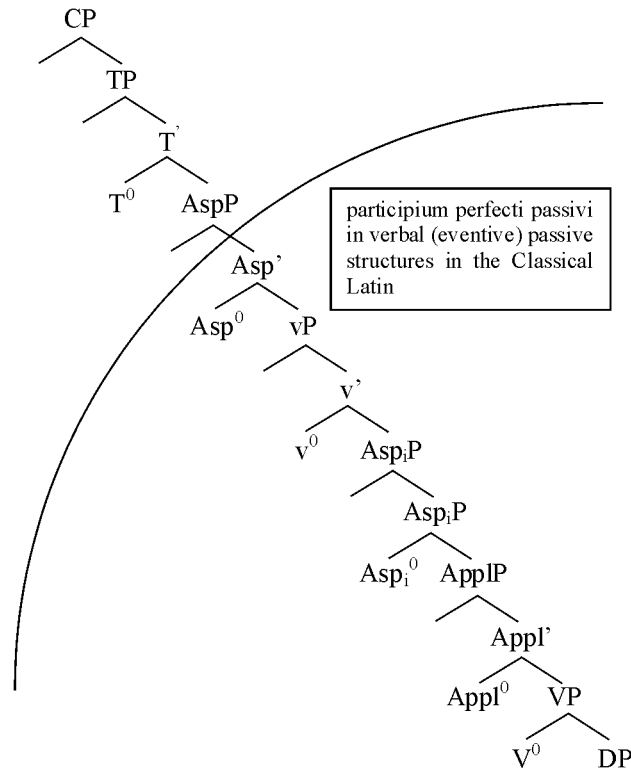 CP
TP
T’
T⁰ AspP
participium perfecti passivi
in verbal (eventive) passive
structures in the Classical
Latin
Asp’
Asp⁰ vP
v’
v⁰ AspᵢP
AspᵢP
Aspᵢ⁰ ApplP
Appl’
Appl⁰ VP
V⁰ DP